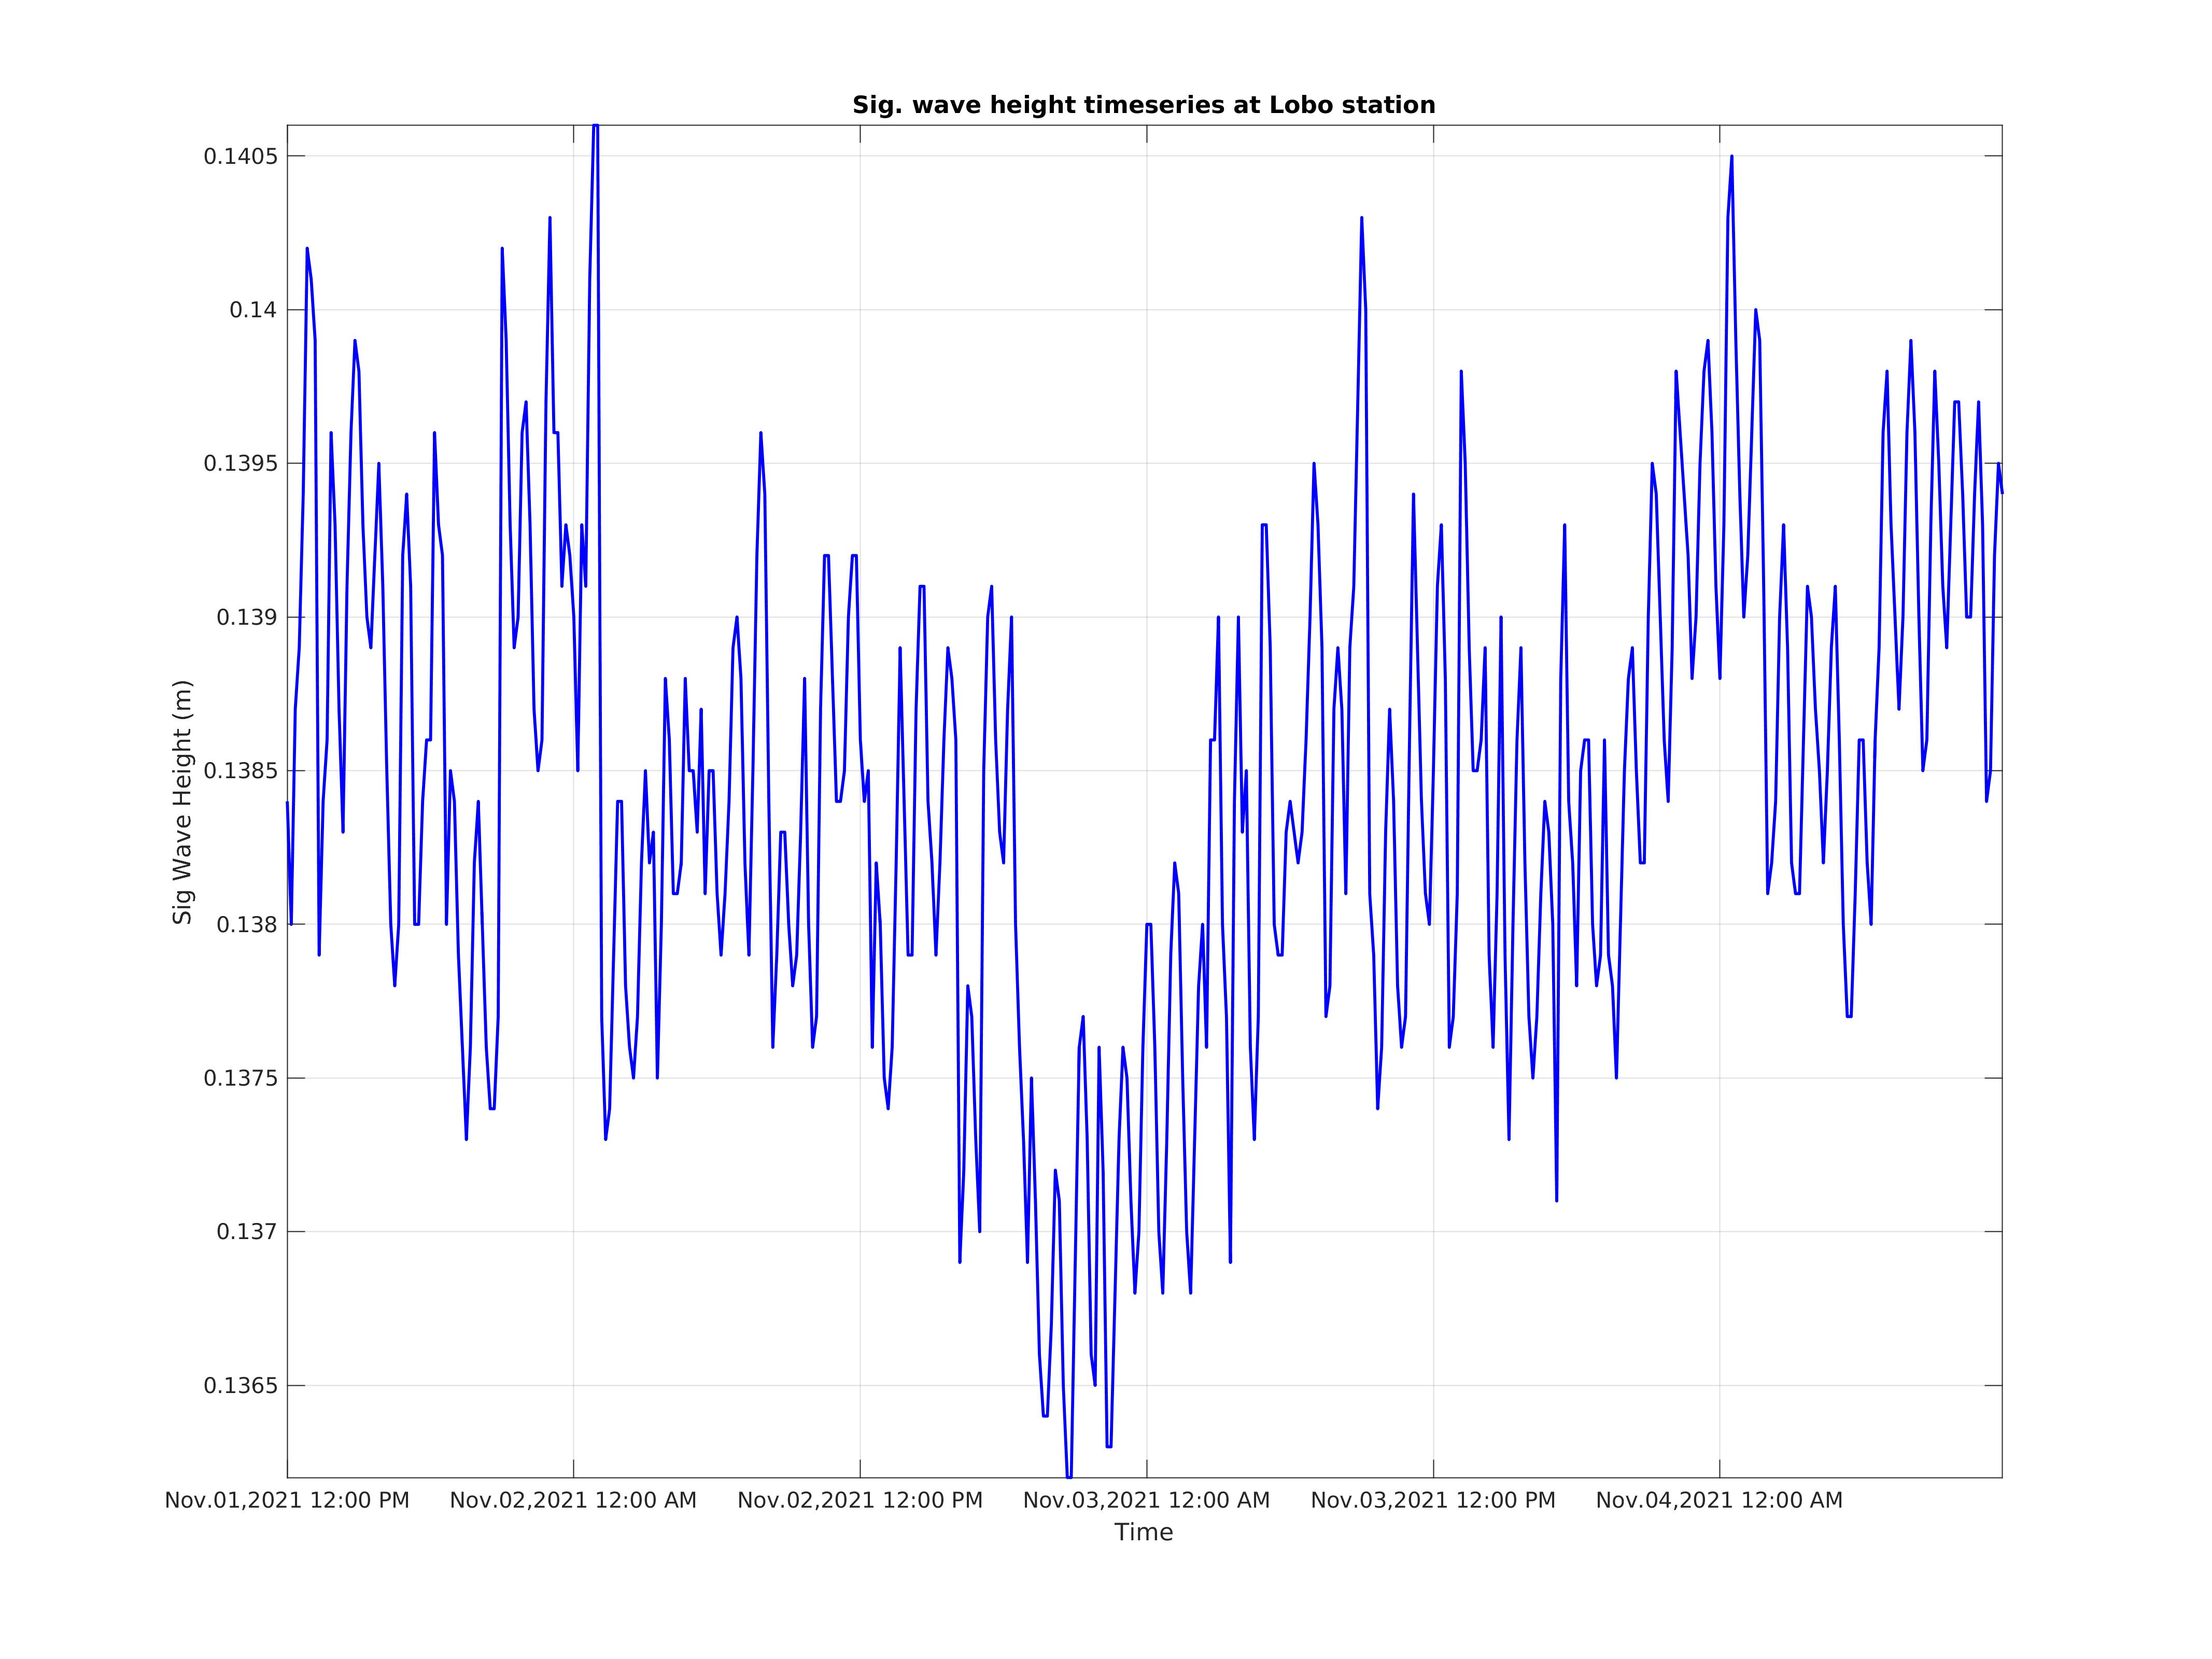 Sig. wave height timeseries at Lobo station
0.1405
0.14
0.1395
0.139
0.1385
0.138
0.1375
0.137
0.1365
Sig Wave Height (m)
Nov.01,2021 12:00 PM Nov.02,2021 12:00 AM Nov.02,2021 12:00 PM Nov.03,2021 12:00 AM Nov.03,2021 12:00 PM Nov.04,2021 12:00 AM
Time